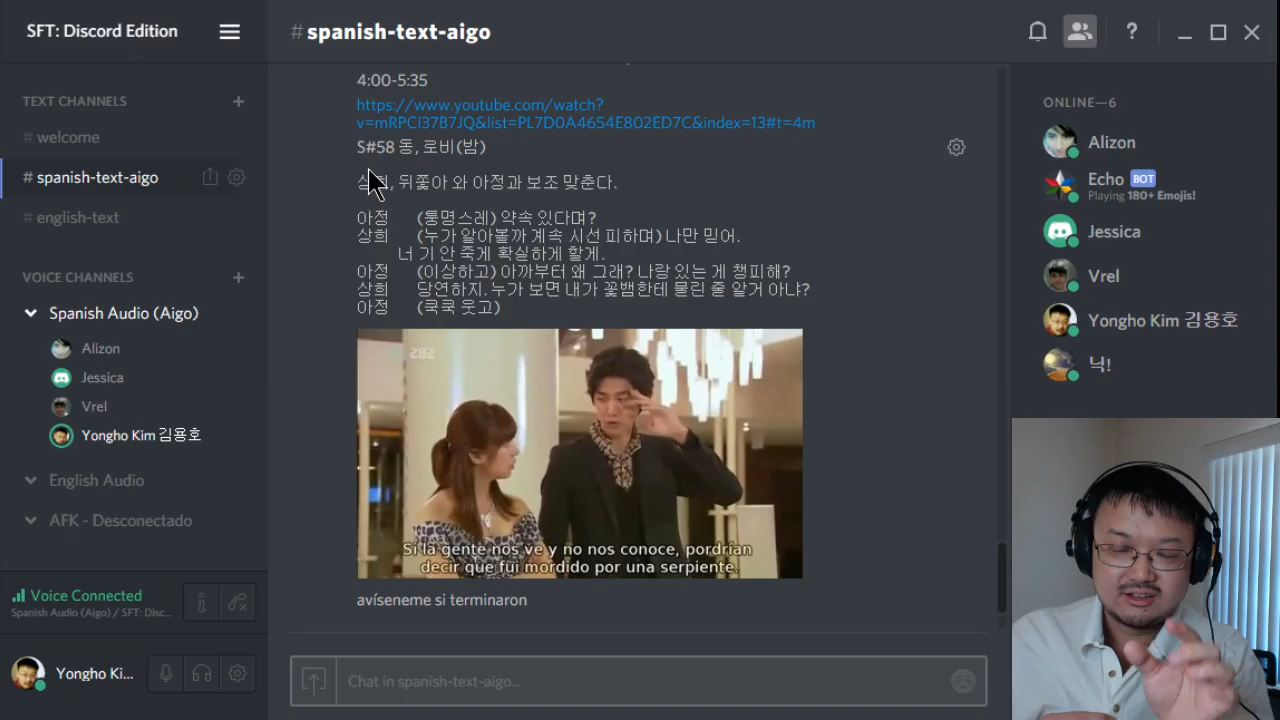 SFT: Discord Edition
TEXT CHANNELS
# welcome
# spanish-text-aigo
# english-text
VOICE CHANNELS
Spanish Audio (Aigo)
Alizon
Jessica
Vrel
Yongho Kim 김용호
English Audio
AFK - Desconectado
Voice Connected
Spanish Audio (Aigo) / SFT: Disc...
Yongho Ki...
# spanish-text-aigo
4:00-5:35
https://www.youtube.com/watch?
v=mRPCI37B7JQ&list=PL7D0A4654E802ED7C&index=13#t=4m
S#58 동, 로비(밤)
뒤쫓아 와 아정과 보조 맞춘다.
아정 (퉁명스레) 약속 있다며?
상희 (누가 알아볼까 계속 시선 피하며) 나만 믿어.
너 기 안 죽게 확실하게 할게.
아정 (이상하고) 아까부터 왜 그래? 나랑 있는 게 챙피해?
상희 당연하지. 누가 보면 내가 꽃뱀한테 물린 줄 알거 아냐?
아정 (쿡쿡 웃고)
SBS
Si la gente nos ve y no nos conoce, pordrían
decir que fui mordido por una serpiente.
avíseneme si terminaron
Chat in spanish-text-aigo...
ONLINE—6
Alizon
Echo BOT
Playing 180+ Emojis!
Jessica
Vrel
Yongho Kim 김용호
닉!